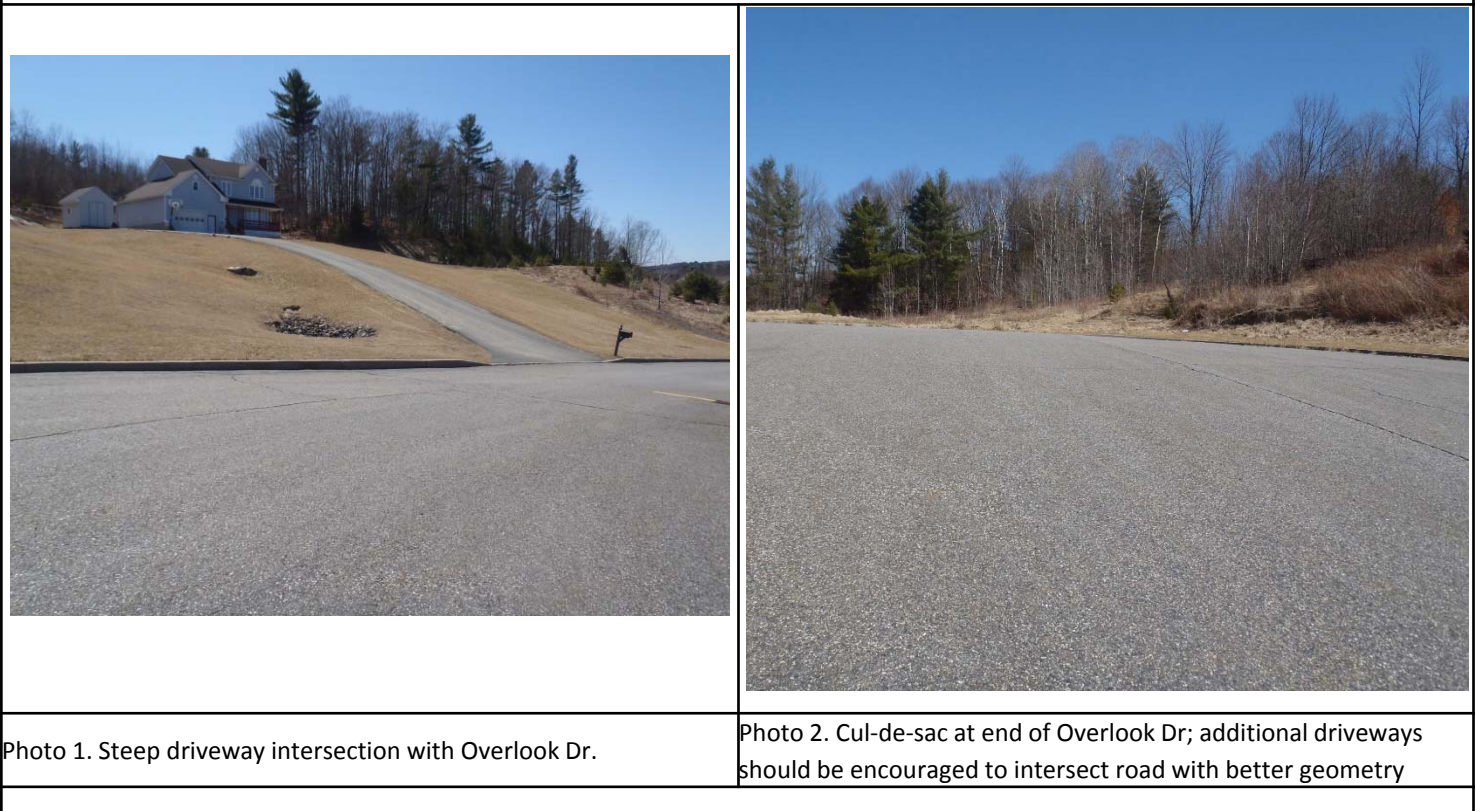 Photo 1. Steep driveway intersection with Overlook Dr.
Photo 2. Cul-de-sac at end of Overlook Dr; additional driveways
should be encouraged to intersect road with better geometry